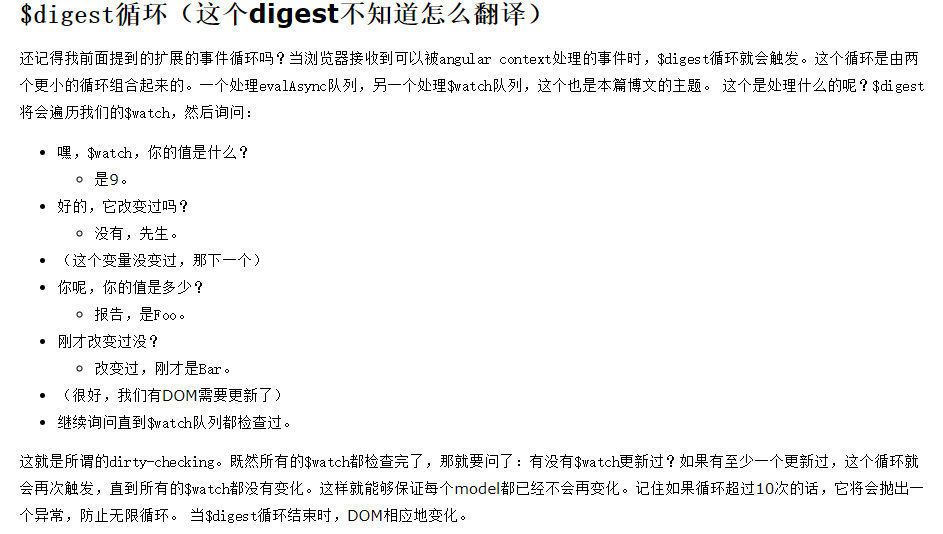 $digest循环（这个digest不知道怎么翻译）
还记得我前面提到的扩展的事件循环吗？当浏览器接收到可以被angular context处理的事件时，$digest循环就会触发。这个循环是由两
个更小的循环组合起来的。一个处理evalAsync队列，另一个处理$watch队列，这个也是本篇博文的主题。 这个是处理什么的呢？$digest
将会遍历我们的$watch，然后询问：
嘿，$watch，你的值是什么？
是9。
好的，它改变过吗？
没有，先生。
（这个变量没变过，那下一个）
你呢，你的值是多少？
报告，是Foo。
刚才改变过没？
改变过，刚才是Bar。
（很好，我们有DOM需要更新了）
继续询问直到$watch队列都检查过。
这就是所谓的dirty-checking。既然所有的$watch都检查完了，那就要问了：有没有$watch更新过？如果有至少一个更新过，这个循环就
会再次触发，直到所有的$watch都没有变化。这样就能够保证每个model都已经不会再变化。记住如果循环超过10次的话，它将会抛出一
个异常，防止无限循环。 当$digest循环结束时，DOM相应地变化。